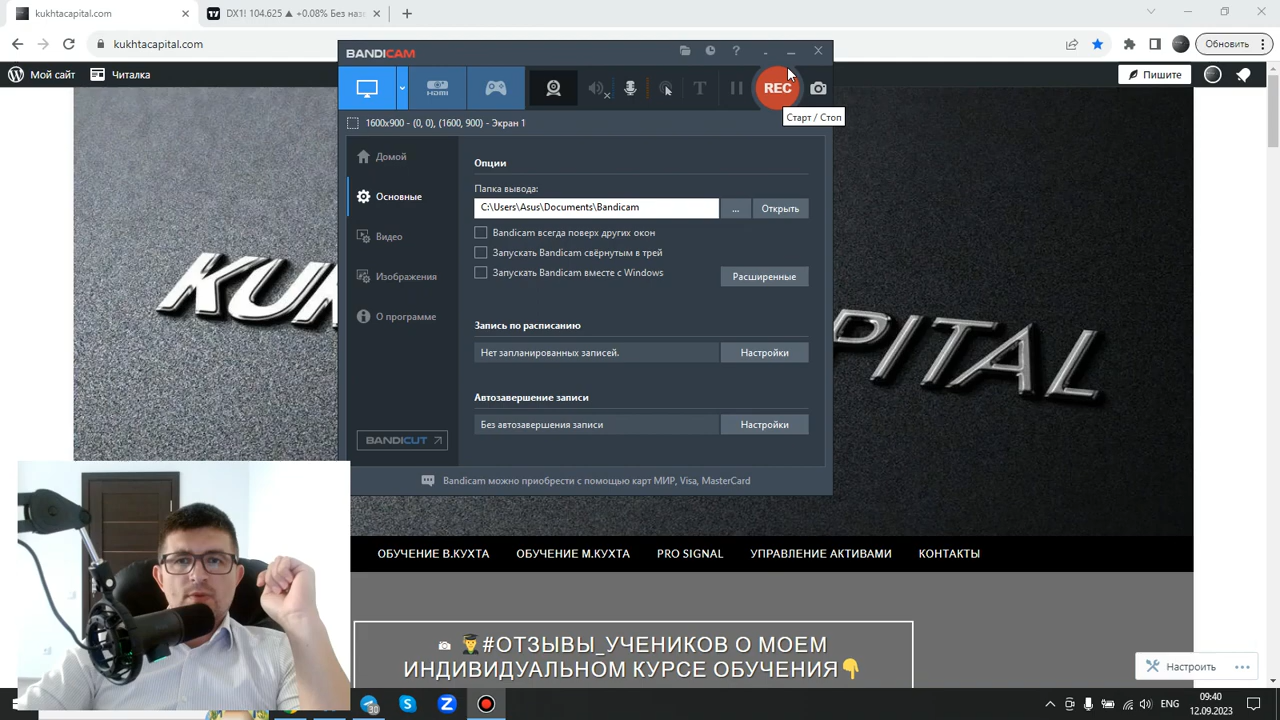 kukhtacapital.com
DX1! 104.625 ▲ +0.08% Без наз
kukhtacapital.com
Обновить
Мой сайт
Читалка
Пишите
BANDICAM
HDMI
REC
Старт / Стоп
1600x900 - (0, 0), (1600, 900) - Экран 1
Домой
Основные
Видео
Изображения
О программе
BANDICUT
Опции
Папка вывода:
C:\Users\Asus\Documents\Bandicam
...
Открыть
Bandicam всегда поверх других окон
Запускать Bandicam свёрнутым в трей
Запускать Bandicam вместе с Windows
Расширенные
Запись по расписанию
Нет запланированных записей.
Настройки
Автозавершение записи
Без автозавершения записи
Настройки
Bandicam можно приобрести с помощью карт МИР, Visa, MasterCard
KU
PITAL
ОБУЧЕНИЕ В.КУХТА
ОБУЧЕНИЕ М.КУХТА
PRO SIGNAL
УПРАВЛЕНИЕ АКТИВАМИ
КОНТАКТЫ
📷 👨‍🎓#ОТЗЫВЫ_УЧЕНИКОВ О МОЕМ
ИНДИВИДУАЛЬНОМ КУРСЕ ОБУЧЕНИЯ👇
Настроить
30
ENG
09:40
12.09.2023